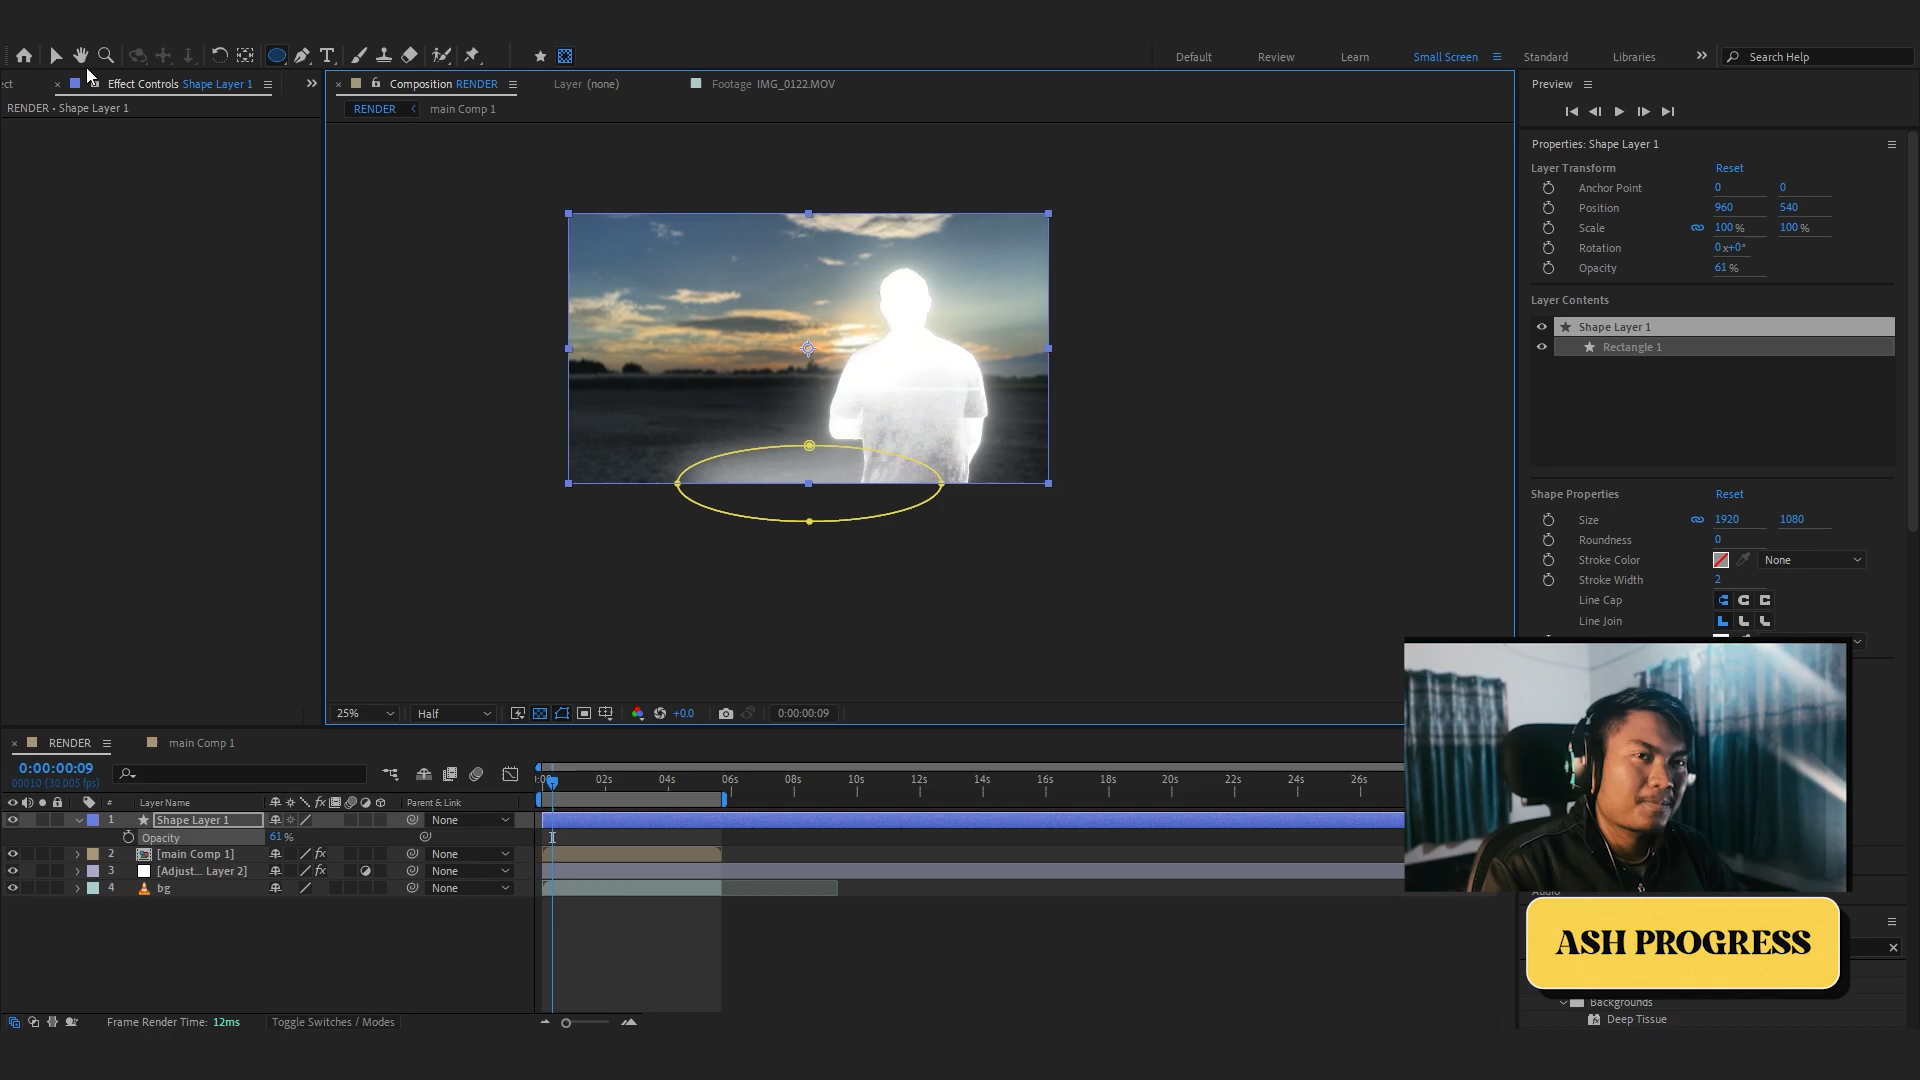 Default
Review
Learn
Small Screen
Standard
Libraries
Search Help
ect
Effect Controls Shape Layer 1
RENDER • Shape Layer 1
Composition RENDER
Layer (none)
Footage IMG_0122.MOV
RENDER
main Comp 1
Preview
Properties: Shape Layer 1
Layer Transform
Reset
Anchor Point 0 0
Position 960 540
Scale 100 % 100 %
Rotation 0x+0°
Opacity 61 %
Layer Contents
Shape Layer 1
Rectangle 1
Shape Properties
Reset
Size 1920 1080
Roundness 0
Stroke Color None
Stroke Width 2
Line Cap
Line Join
25%
Half
+0.0
0:00:00:09
RENDER
main Comp 1
0:00:00:09
00010 (30.005 fps)
02s 04s 06s 08s 10s 12s 14s 16s 18s 20s 22s 24s 26s
# Layer Name
Parent & Link
1 Shape Layer 1 None
Opacity 61 %
2 [main Comp 1] fx None
3 [Adjust... Layer 2] fx None
4 bg None
Audio
ASH PROGRESS
Backgrounds
Deep Tissue
Frame Render Time: 12ms
Toggle Switches / Modes